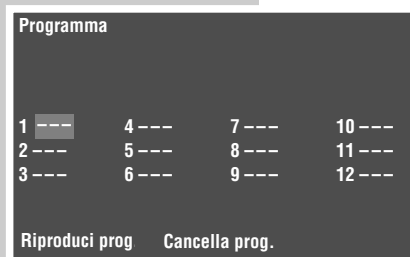 Programma
1 ––– 4––– 7––– 10–––
2––– 5––– 8––– 11–––
3––– 6––– 9––– 12–––
Riproduci prog Cancella prog.